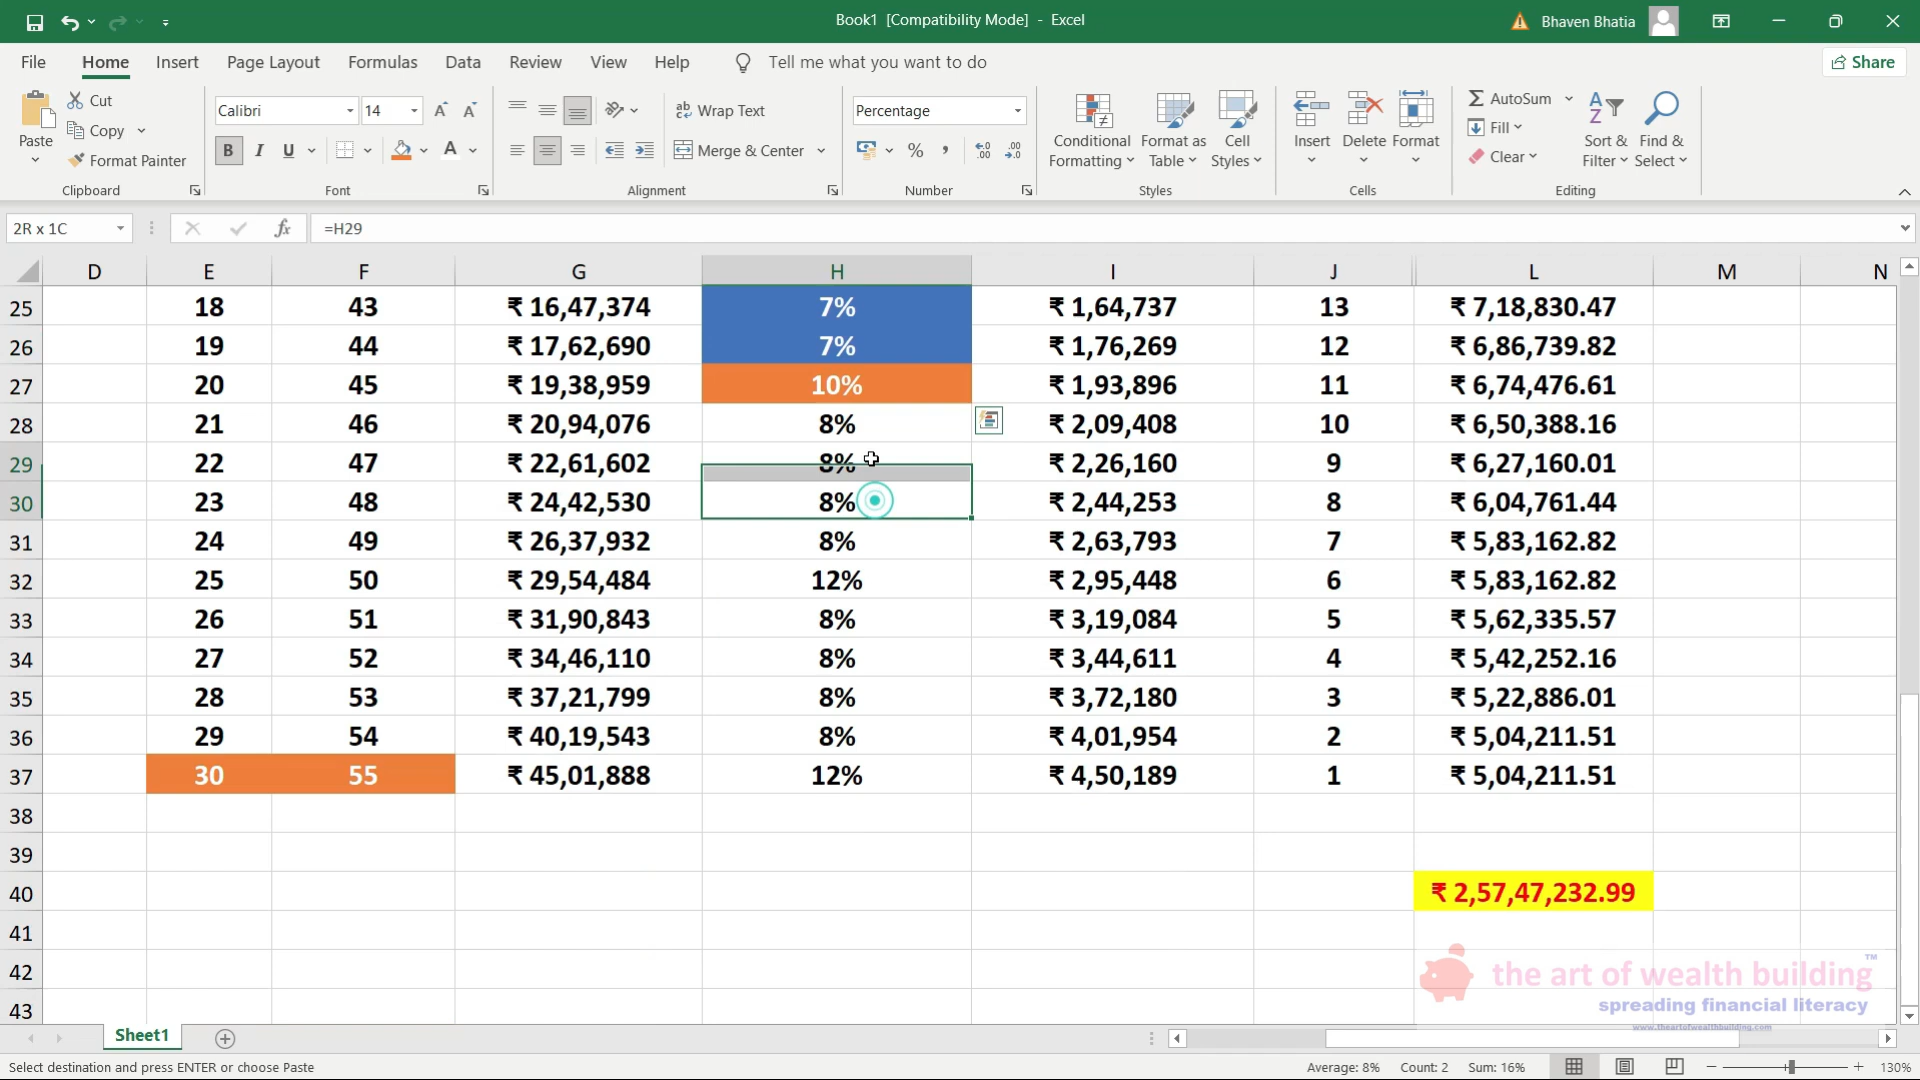 Book1 [Compatibility Mode] - Excel
Bhaven Bhatia
File Home Insert Page Layout Formulas Data Review View Help Tell me what you want to do
Share
Paste
Cut
Copy
Format Painter
Clipboard
Calibri 14
B I U A
Font
Wrap Text
Merge & Center
Alignment
Percentage
%
Number
Conditional Formatting
Format as Table
Cell Styles
Styles
Insert
Delete
Format
Cells
AutoSum
Fill
Clear
Sort & Filter
Find & Select
Editing
2R x 1C fx =H29
D E F G H I J L M N
25 18 43 ₹ 16,47,374 7% ₹ 1,64,737 13 ₹ 7,18,830.47
26 19 44 ₹ 17,62,690 7% ₹ 1,76,269 12 ₹ 6,86,739.82
27 20 45 ₹ 19,38,959 10% ₹ 1,93,896 11 ₹ 6,74,476.61
28 21 46 ₹ 20,94,076 8% ₹ 2,09,408 10 ₹ 6,50,388.16
29 22 47 ₹ 22,61,602 8% ₹ 2,26,160 9 ₹ 6,27,160.01
30 23 48 ₹ 24,42,530 8% ₹ 2,44,253 8 ₹ 6,04,761.44
31 24 49 ₹ 26,37,932 8% ₹ 2,63,793 7 ₹ 5,83,162.82
32 25 50 ₹ 29,54,484 12% ₹ 2,95,448 6 ₹ 5,83,162.82
33 26 51 ₹ 31,90,843 8% ₹ 3,19,084 5 ₹ 5,62,335.57
34 27 52 ₹ 34,46,110 8% ₹ 3,44,611 4 ₹ 5,42,252.16
35 28 53 ₹ 37,21,799 8% ₹ 3,72,180 3 ₹ 5,22,886.01
36 29 54 ₹ 40,19,543 8% ₹ 4,01,954 2 ₹ 5,04,211.51
37 30 55 ₹ 45,01,888 12% ₹ 4,50,189 1 ₹ 5,04,211.51
38
39
40 ₹ 2,57,47,232.99
41
42
43
the art of wealth building™
spreading financial literacy
www.theartofwealthbuilding.com
Sheet1
Select destination and press ENTER or choose Paste Average: 8% Count: 2 Sum: 16% 130%